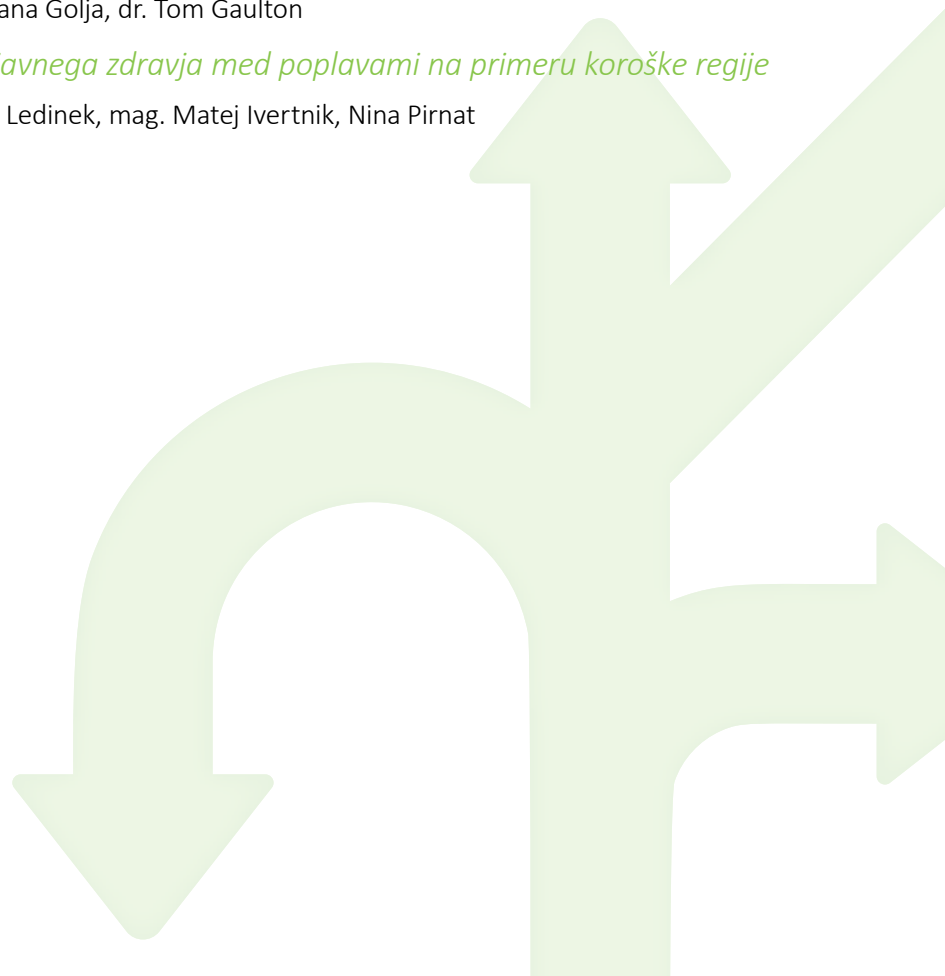 ana Golja, dr. Tom Gaulton
avnega zdravja med poplavami na primeru koroške regije
Ledinek, mag. Matej Ivertnik, Nina Pirnat